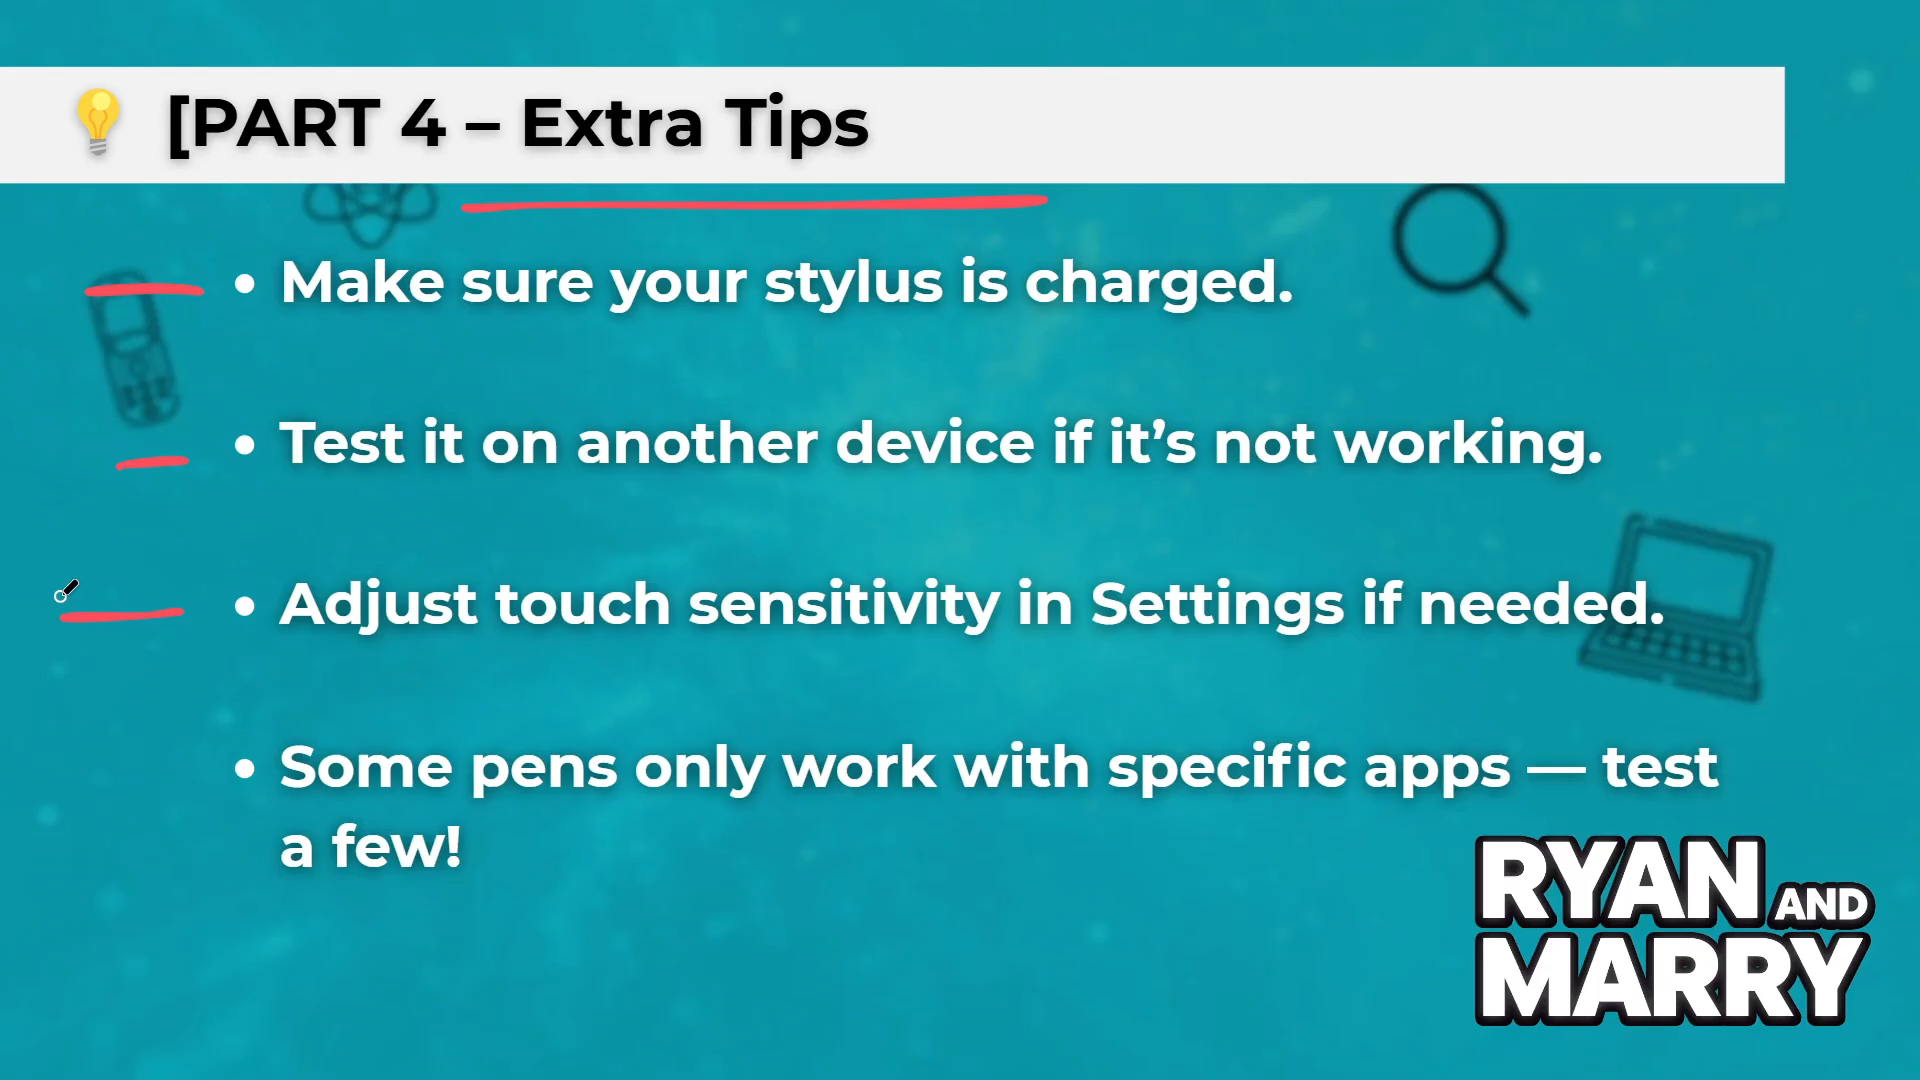 💡 [PART 4 – Extra Tips
• Make sure your stylus is charged.
• Test it on another device if it’s not working.
• Adjust touch sensitivity in Settings if needed.
• Some pens only work with specific apps — test
a few!
RYAN AND
MARRY